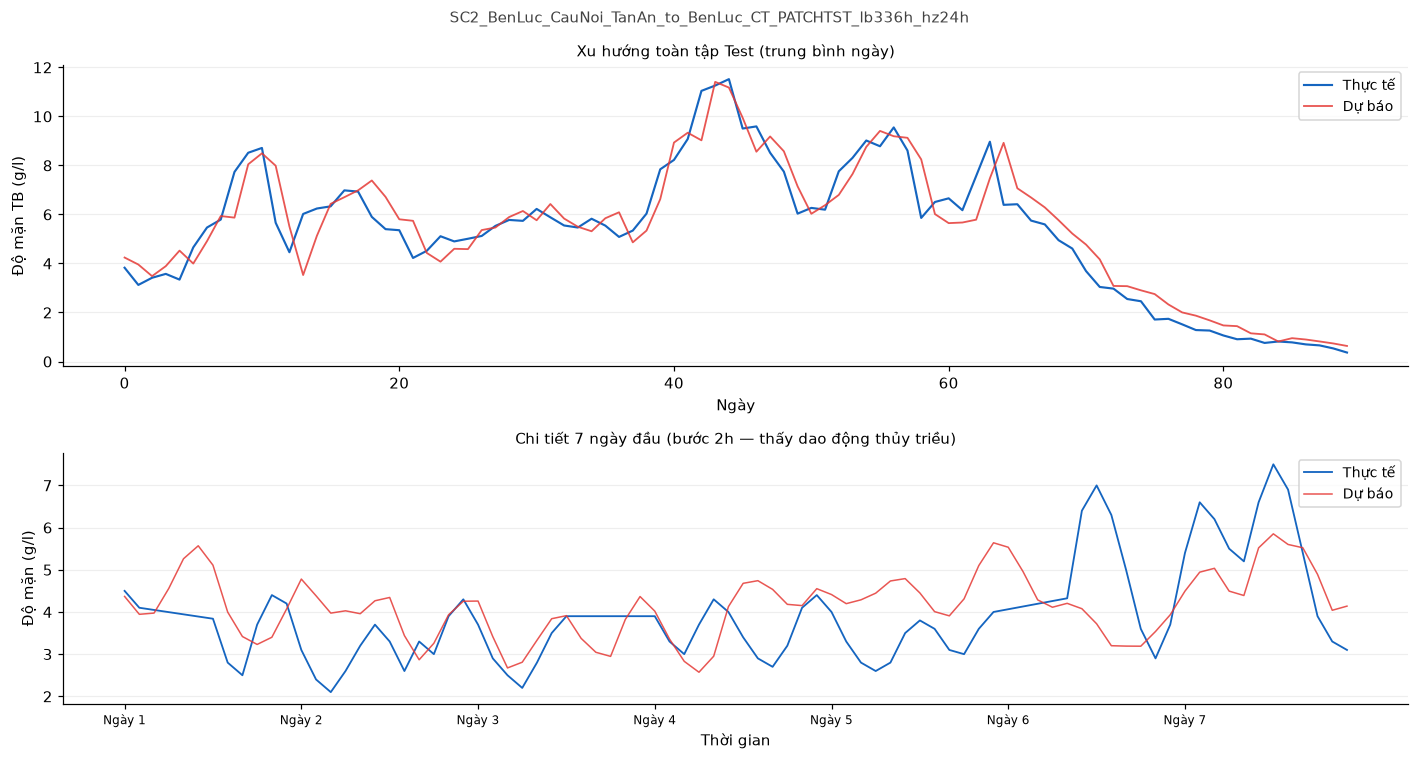 SC2_BenLuc_CauNoi_TanAn_to_BenLuc_CT_PATCHTST_lb336h_hz24h
Xu hướng toàn tập Test (trung bình ngày)
Độ mặn TB (g/l)
12
10
8
6
4
2
0
Thực tế
Dự báo
0 20 40 60 80
Ngày
Chi tiết 7 ngày đầu (bước 2h — thấy dao động thủy triều)
Độ mặn (g/l)
7
6
5
4
3
2
Thực tế
Dự báo
Ngày 1 Ngày 2 Ngày 3 Ngày 4 Ngày 5 Ngày 6 Ngày 7
Thời gian